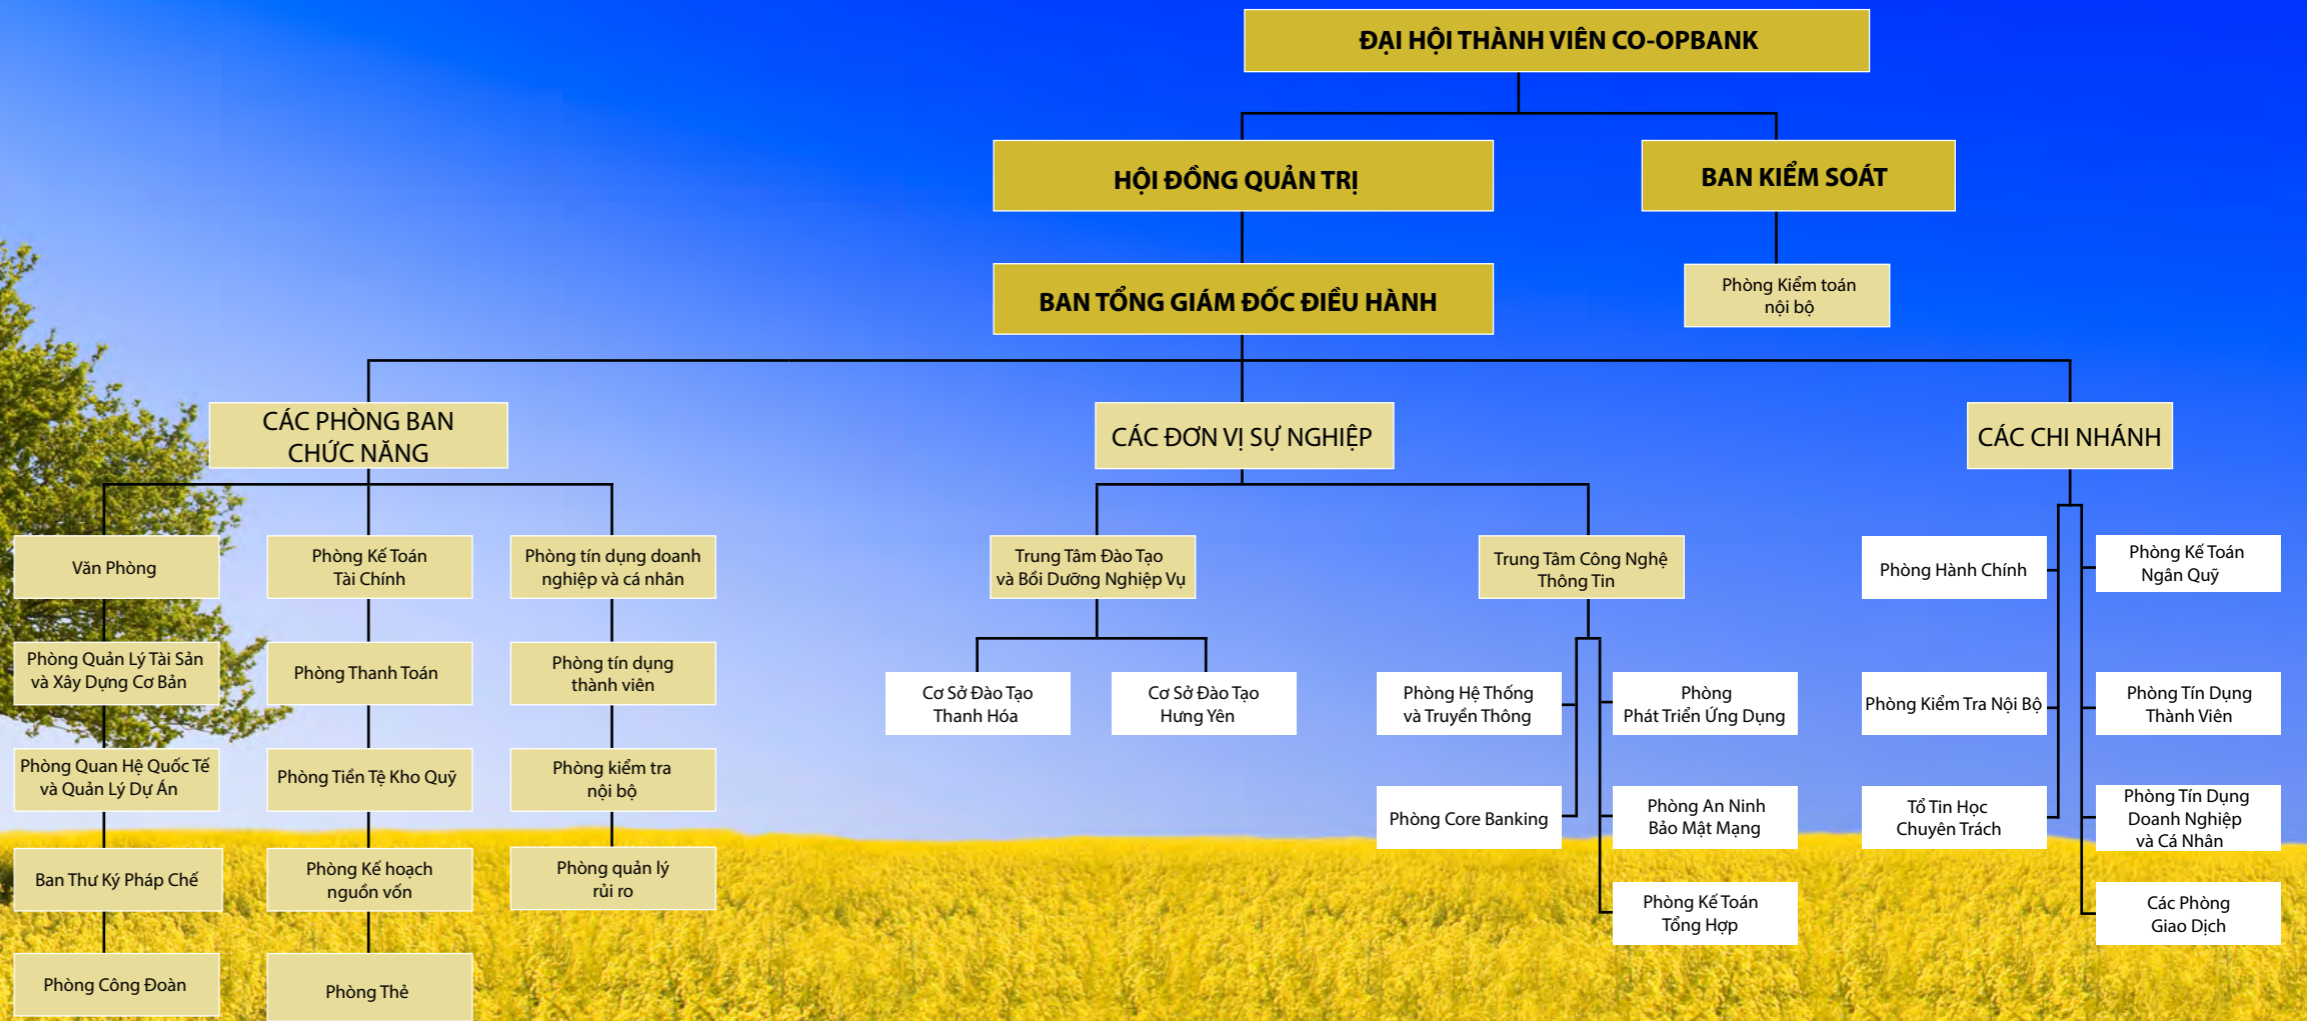 ĐẠI HỘI THÀNH VIÊN CO-OPBANK
HỘI ĐỒNG QUẢN TRỊ
BAN KIỂM SOÁT
BAN TỔNG GIÁM ĐỐC ĐIỀU HÀNH
Phòng Kiểm toán
nội bộ
CÁC PHÒNG BAN
CHỨC NĂNG
CÁC ĐƠN VỊ SỰ NGHIỆP
CÁC CHI NHÁNH
Văn Phòng
Phòng Quản Lý Tài Sản
và Xây Dựng Cơ Bản
Phòng Quan Hệ Quốc Tế
và Quản Lý Dự Án
Ban Thư Ký Pháp Chế
Phòng Công Đoàn
Phòng Kế Toán
Tài Chính
Phòng Thanh Toán
Phòng Tiền Tệ Kho Quỹ
Phòng Kế hoạch
nguồn vốn
Phòng Thẻ
Phòng tín dụng doanh
nghiệp và cá nhân
Phòng tín dụng
thành viên
Phòng kiểm tra
nội bộ
Phòng quản lý
rủi ro
Trung Tâm Đào Tạo
và Bồi Dưỡng Nghiệp Vụ
Cơ Sở Đào Tạo
Thanh Hóa
Cơ Sở Đào Tạo
Hưng Yên
Trung Tâm Công Nghệ
Thông Tin
Phòng Hệ Thống
và Truyền Thông
Phòng Core Banking
Phòng
Phát Triển Ứng Dụng
Phòng An Ninh
Bảo Mật Mạng
Phòng Kế Toán
Tổng Hợp
Phòng Hành Chính
Phòng Kiểm Tra Nội Bộ
Tổ Tin Học
Chuyên Trách
Phòng Kế Toán
Ngân Quỹ
Phòng Tín Dụng
Thành Viên
Phòng Tín Dụng
Doanh Nghiệp
và Cá Nhân
Các Phòng
Giao Dịch